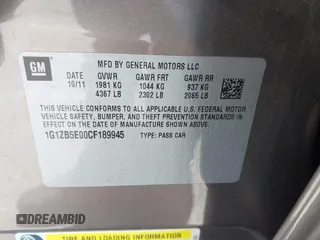 GM
MFD BY GENERAL MOTORS LLC
DATE GVWR GAWR FRT GAWR RR
10/11 1981 KG 1044 KG 937 KG
4367 LB 2302 LB 2065 LB
THIS VEHICLE CONFORMS TO ALL APPLICABLE U.S. FEDERAL MOTOR
VEHICLE SAFETY, BUMPER, AND THEFT PREVENTION STANDARDS
IN EFFECT ON THE DATE OF MANUFACTURE SHOWN ABOVE.
1G1ZB5E00CF189945 TYPE: PASS CAR
TIRE AND LOADING INFORMATION
DREAMBID